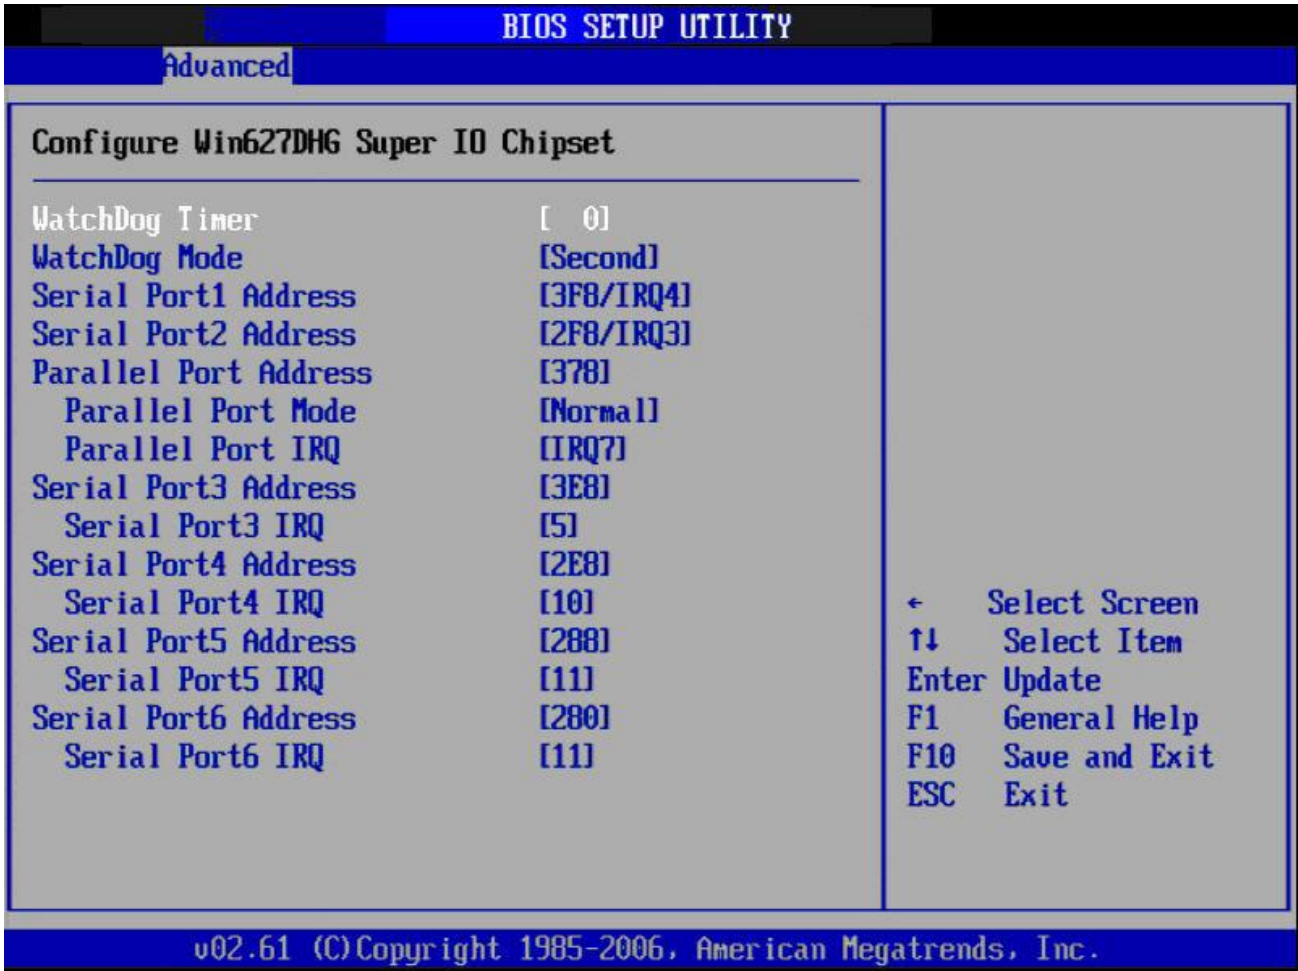 BIOS SETUP UTILITY
Advanced
Configure Win627DHG Super IO Chipset
WatchDog Timer [ 0]
WatchDog Mode [Second]
Serial Port1 Address [3F8/IRQ4]
Serial Port2 Address [2F8/IRQ3]
Parallel Port Address [378]
Parallel Port Mode [Normal]
Parallel Port IRQ [IRQ7]
Serial Port3 Address [3E8]
Serial Port3 IRQ [5]
Serial Port4 Address [2E8]
Serial Port4 IRQ [10]
Serial Port5 Address [288]
Serial Port5 IRQ [11]
Serial Port6 Address [280]
Serial Port6 IRQ [11]
← Select Screen
↑↓ Select Item
Enter Update
F1 General Help
F10 Save and Exit
ESC Exit
v02.61 (C)Copyright 1985-2006, American Megatrends, Inc.